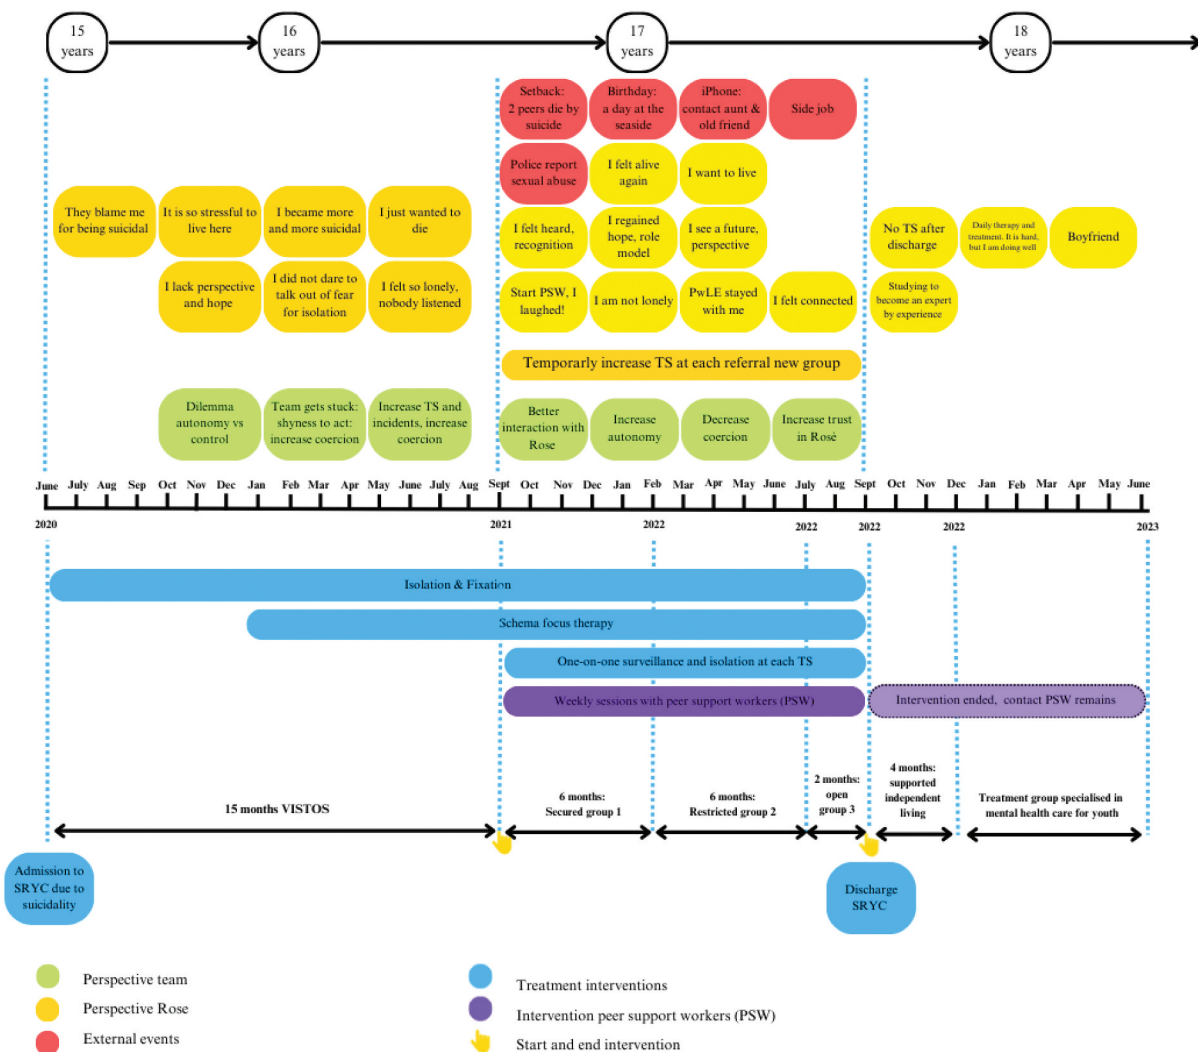 15
years
16
years
17
years
18
years
Setback:
2 peers die by
suicide
Birthday:
a day at the
seaside
iPhone:
contact aunt &
old friend
Side job
Police report
sexual abuse
I felt alive
again
I want to live
They blame me
for being suicidal
It is so stressful to
live here
I became more
and more suicidal
I just wanted to
die
I felt heard,
recognition
I regained
hope, role
model
I see a future,
perspective
No TS after
discharge
Daily therapy and
treatment. It is hard,
but I am doing well
Boyfriend
I lack perspective
and hope
I did not dare to
talk out of fear
for isolation
I felt so lonely,
nobody listened
Start PSW, I
laughed!
I am not lonely
PwLE stayed
with me
I felt connected
Studying to
become an expert
by experience
Temporarly increase TS at each referral new group
Dilemma
autonomy vs
control
Team gets stuck:
shyness to act:
increase coercion
Increase TS and
incidents, increase
coercion
Better
interaction with
Rose
Increase
autonomy
Decrease
coercion
Increase trust
in Rosè
June July Aug Sep Oct Nov Dec Jan Feb Mar Apr May June July Aug Sept Oct Nov Dec Jan Feb Mar Apr May June July Aug Sept Oct Nov Dec Jan Feb Mar Apr May June
2020 2021 2022 2022 2022 2022 2023
Isolation & Fixation
Schema focus therapy
One-on-one surveillance and isolation at each TS
Weekly sessions with peer support workers (PSW)
Intervention ended, contact PSW remains
15 months VISTOS
6 months:
Secured group 1
6 months:
Restricted group 2
2 months:
open
group 3
4 months:
supported
independent
living
Treatment group specialised in
mental health care for youth
Admission to
SRYC due to
suicidality
Discharge
SRYC
Perspective team
Perspective Rose
External events
Treatment interventions
Intervention peer support workers (PSW)
Start and end intervention